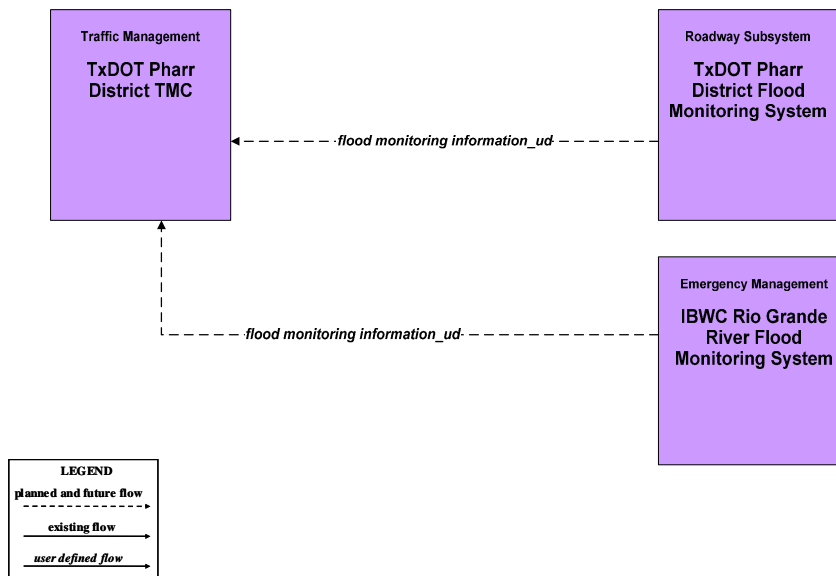 Traffic Management
TxDOT Pharr
District TMC
Roadway Subsystem
TxDOT Pharr
District Flood
Monitoring System
flood monitoring information_ud
Emergency Management
IBWC Rio Grande
River Flood
Monitoring System
flood monitoring information_ud
LEGEND
planned and future flow
existing flow
user defined flow